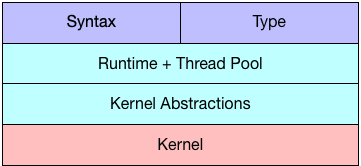 Syntax Type
Runtime + Thread Pool
Kernel Abstractions
Kernel